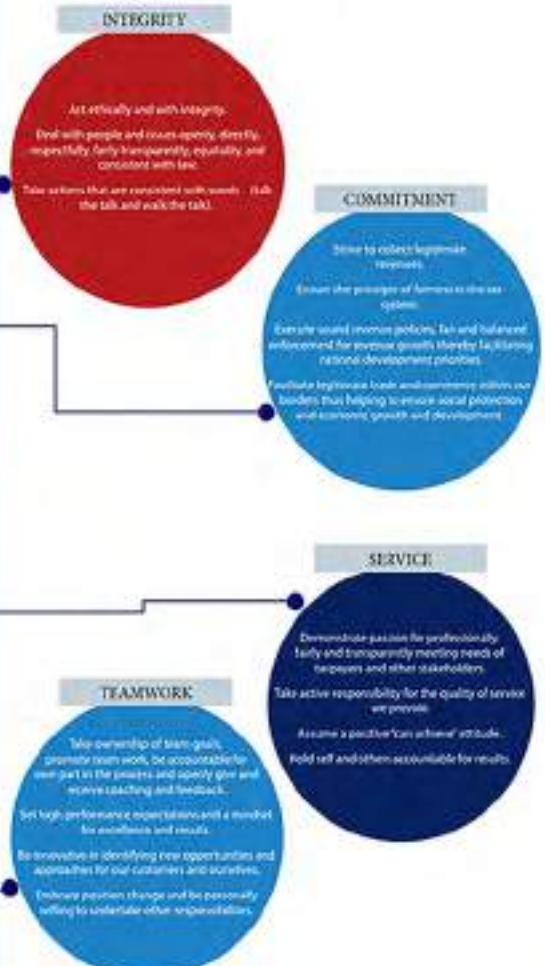 INTEGRITY
Act ethically and with integrity.
Deal with people and issues openly, directly,
respectfully, fairly transparently, equitably, and
consistent with law.
Take actions that are consistent with words (talk
the talk and walk the talk).
COMMITMENT
Strive to collect legitimate
revenues.
Ensure the principle of fairness in the tax
system.
Execute sound revenue policies, fair and balanced
enforcement for revenue growth thereby facilitating
national development priorities.
Facilitate legitimate trade and commerce within our
borders thus helping to ensure social protection
and economic growth and development
SERVICE
Demonstrate passion for professionally
fairly and transparently meeting needs of
taxpayers and other stakeholders.
Take active responsibility for the quality of service
we provide.
Assume a positive "can achieve" attitude.
Hold self and others accountable for results.
TEAMWORK
Take ownership of team goals,
promote team work, be accountable for
own part in the process and openly give and
receive coaching and feedback.
Set high performance expectations and a mindset
for excellence and results.
Be innovative in identifying new opportunities and
approaches for our customers and ourselves.
Embrace position change and be personally
willing to undertake other responsibilities.